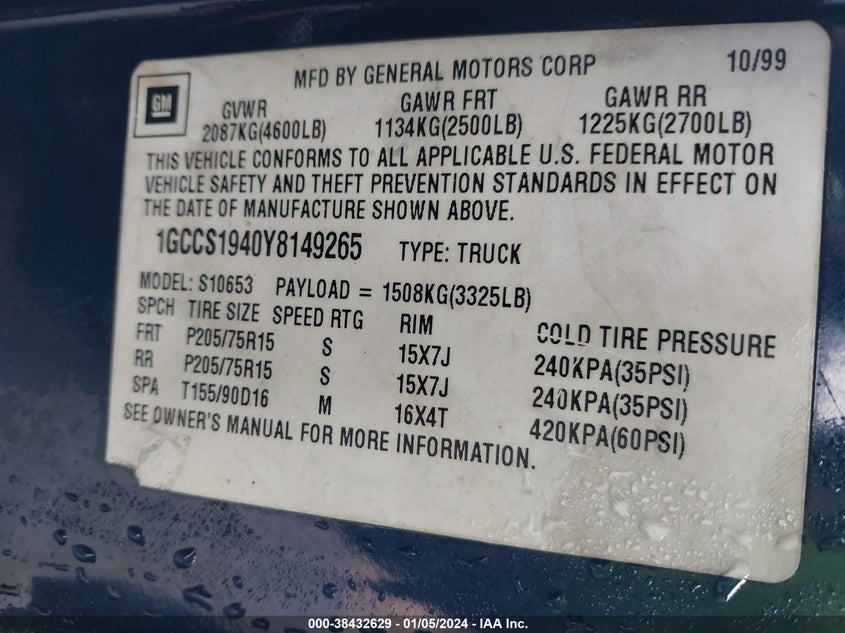 MFD BY GENERAL MOTORS CORP 10/99
GM
GVWR GAWR FRT GAWR RR
2087KG(4600LB) 1134KG(2500LB) 1225KG(2700LB)
THIS VEHICLE CONFORMS TO ALL APPLICABLE U.S. FEDERAL MOTOR
VEHICLE SAFETY AND THEFT PREVENTION STANDARDS IN EFFECT ON
THE DATE OF MANUFACTURE SHOWN ABOVE.
1GCCS1940Y8149265 TYPE: TRUCK
MODEL: S10653 PAYLOAD = 1508KG(3325LB)
SPCH TIRE SIZE SPEED RTG RIM COLD TIRE PRESSURE
FRT P205/75R15 S 15X7J 240KPA(35PSI)
RR P205/75R15 S 15X7J 240KPA(35PSI)
SPA T155/90D16 M 16X4T 420KPA(60PSI)
SEE OWNER'S MANUAL FOR MORE INFORMATION.
000-38432629 - 01/05/2024 - IAA Inc.